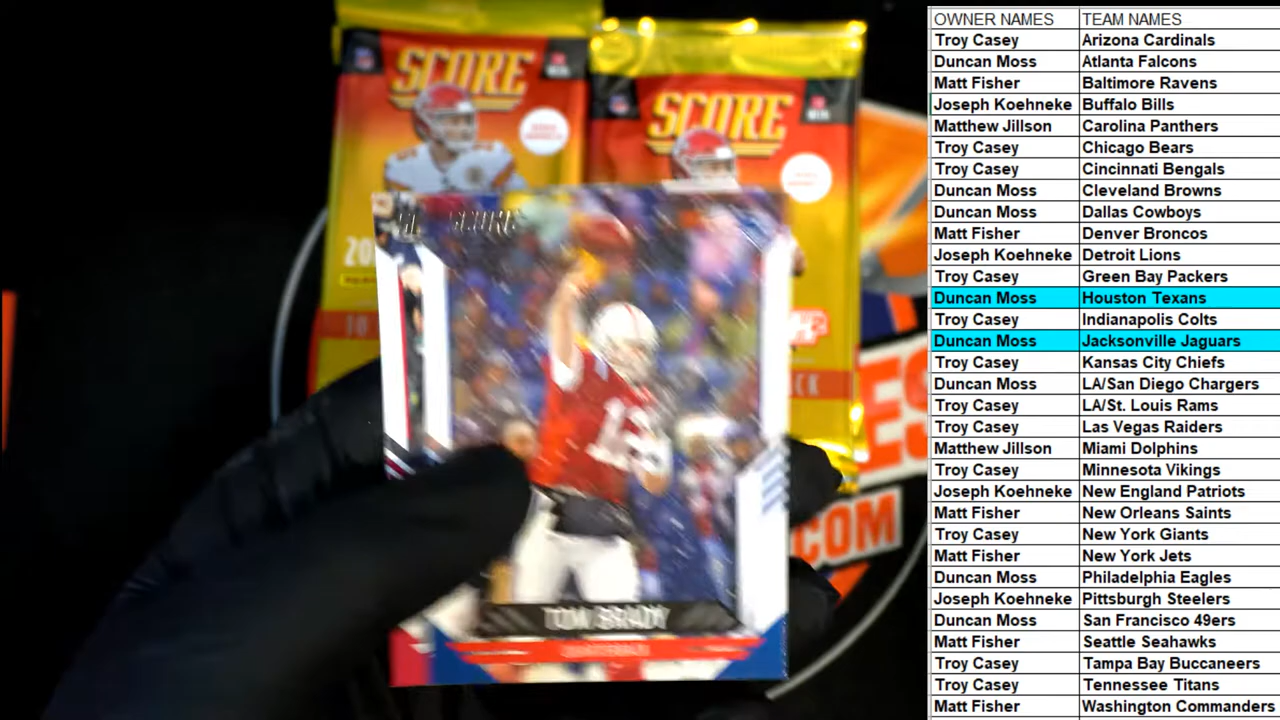 SCORE
SCORE
20
SCORE
12
CK
ES
.COM
TOM BRADY
QUARTERBACK
OWNER NAMES TEAM NAMES
Troy Casey Arizona Cardinals
Duncan Moss Atlanta Falcons
Matt Fisher Baltimore Ravens
Joseph Koehneke Buffalo Bills
Matthew Jillson Carolina Panthers
Troy Casey Chicago Bears
Troy Casey Cincinnati Bengals
Duncan Moss Cleveland Browns
Duncan Moss Dallas Cowboys
Matt Fisher Denver Broncos
Joseph Koehneke Detroit Lions
Troy Casey Green Bay Packers
Duncan Moss Houston Texans
Troy Casey Indianapolis Colts
Duncan Moss Jacksonville Jaguars
Troy Casey Kansas City Chiefs
Duncan Moss LA/San Diego Chargers
Troy Casey LA/St. Louis Rams
Troy Casey Las Vegas Raiders
Matthew Jillson Miami Dolphins
Troy Casey Minnesota Vikings
Joseph Koehneke New England Patriots
Matt Fisher New Orleans Saints
Troy Casey New York Giants
Matt Fisher New York Jets
Duncan Moss Philadelphia Eagles
Joseph Koehneke Pittsburgh Steelers
Duncan Moss San Francisco 49ers
Matt Fisher Seattle Seahawks
Troy Casey Tampa Bay Buccaneers
Troy Casey Tennessee Titans
Matt Fisher Washington Commanders